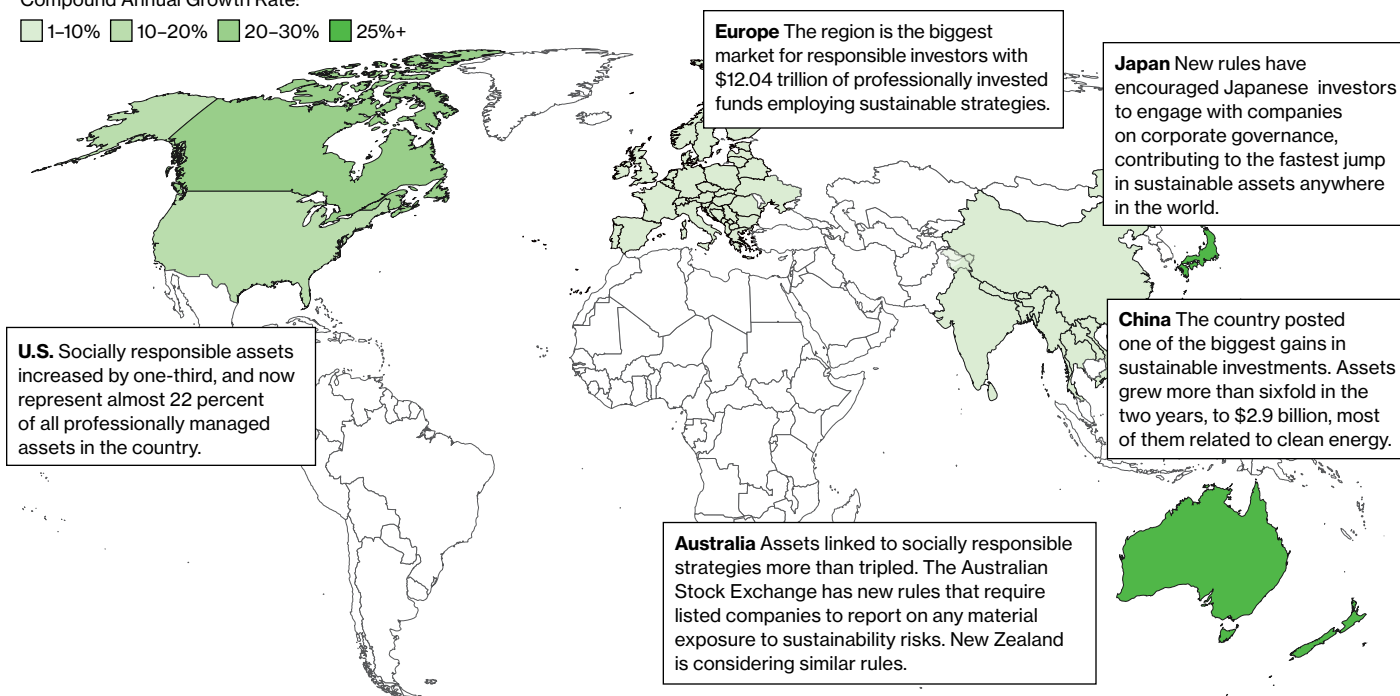 Compound Annual Growth Rate:
1–10% 10–20% 20–30% 25%+
Europe The region is the biggest
market for responsible investors with
$12.04 trillion of professionally invested
funds employing sustainable strategies.
Japan New rules have
encouraged Japanese investors
to engage with companies
on corporate governance,
contributing to the fastest jump
in sustainable assets anywhere
in the world.
U.S. Socially responsible assets
increased by one-third, and now
represent almost 22 percent
of all professionally managed
assets in the country.
China The country posted
one of the biggest gains in
sustainable investments. Assets
grew more than sixfold in the
two years, to $2.9 billion, most
of them related to clean energy.
Australia Assets linked to socially responsible
strategies more than tripled. The Australian
Stock Exchange has new rules that require
listed companies to report on any material
exposure to sustainability risks. New Zealand
is considering similar rules.